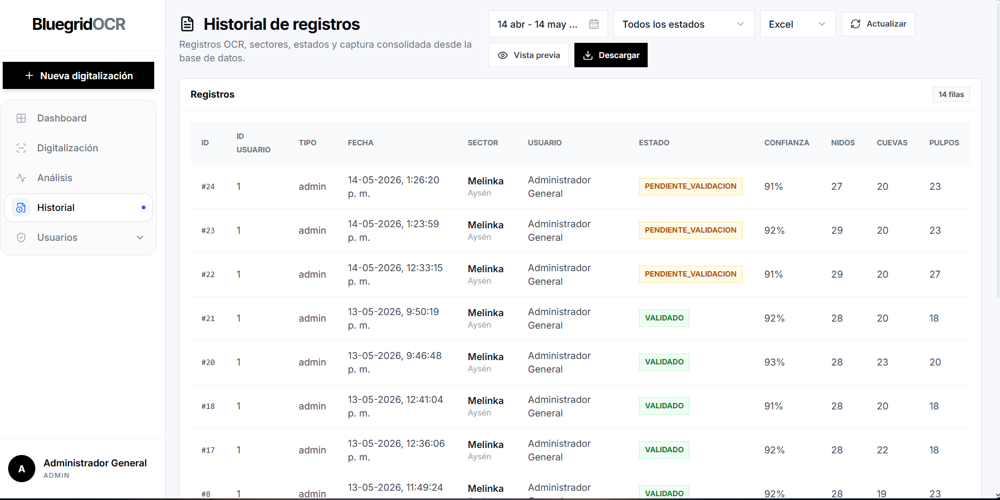 BluegridOCR
+ Nueva digitalización
Dashboard
Digitalización
Análisis
Historial
Usuarios
A
Administrador General
ADMIN
Historial de registros
Registros OCR, sectores, estados y captura consolidada desde la
base de datos.
14 abr - 14 may ...
Todos los estados
Excel
Actualizar
Vista previa
Descargar
Registros
14 filas
ID
ID
USUARIO
TIPO
FECHA
SECTOR
USUARIO
ESTADO
CONFIANZA
NIDOS
CUEVAS
PULPOS
#24
1
admin
14-05-2026, 1:26:20
p. m.
Melinka
Aysén
Administrador
General
PENDIENTE_VALIDACION
91%
27
20
23
#23
1
admin
14-05-2026, 1:23:59
p. m.
Melinka
Aysén
Administrador
General
PENDIENTE_VALIDACION
92%
29
20
23
#22
1
admin
14-05-2026, 12:33:15
p. m.
Melinka
Aysén
Administrador
General
PENDIENTE_VALIDACION
91%
29
20
27
#21
1
admin
13-05-2026, 9:50:19
p. m.
Melinka
Aysén
Administrador
General
VALIDADO
92%
28
20
18
#20
1
admin
13-05-2026, 9:46:48
p. m.
Melinka
Aysén
Administrador
General
VALIDADO
93%
28
23
20
#18
1
admin
13-05-2026, 12:41:04
p. m.
Melinka
Aysén
Administrador
General
VALIDADO
91%
28
20
18
#17
1
admin
13-05-2026, 12:36:06
p. m.
Melinka
Aysén
Administrador
General
VALIDADO
92%
28
22
18
#8
1
admin
13-05-2026, 11:49:24
Melinka
Administrador
VALIDADO
92%
28
19
23